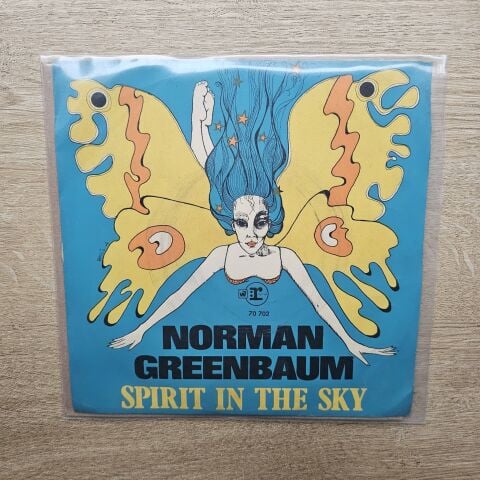 70 702
NORMAN
GREENBAUM
SPIRIT IN THE SKY